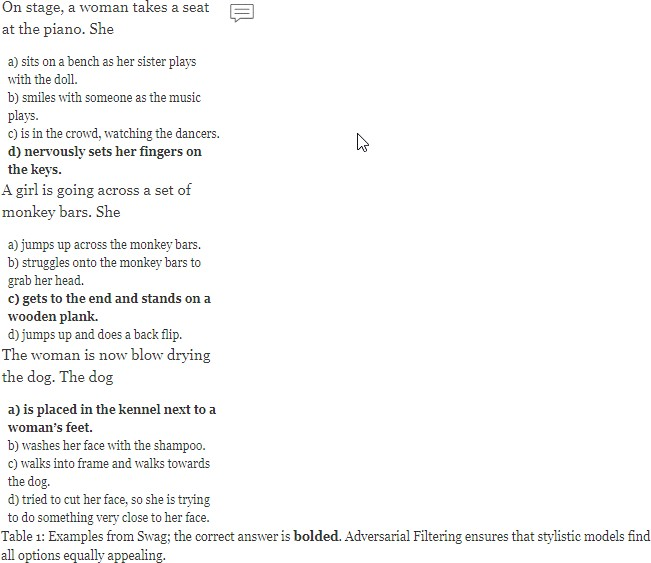 On stage, a woman takes a seat
at the piano. She
a) sits on a bench as her sister plays
with the doll.
b) smiles with someone as the music
plays.
c) is in the crowd, watching the dancers.
d) nervously sets her fingers on
the keys.
A girl is going across a set of
monkey bars. She
a) jumps up across the monkey bars.
b) struggles onto the monkey bars to
grab her head.
c) gets to the end and stands on a
wooden plank.
d) jumps up and does a back flip.
The woman is now blow drying
the dog. The dog
a) is placed in the kennel next to a
woman's feet.
b) washes her face with the shampoo.
c) walks into frame and walks towards
the dog.
d) tried to cut her face, so she is trying
to do something very close to her face.
Table 1: Examples from Swag; the correct answer is bolded. Adversarial Filtering ensures that stylistic models find
all options equally appealing.